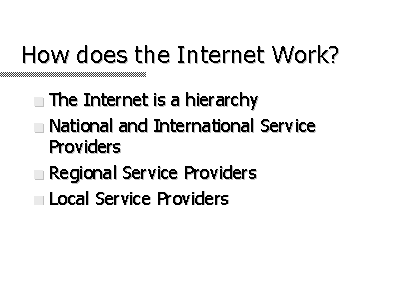 How does the Internet Work?
The Internet is a hierarchy
National and International Service
Providers
Regional Service Providers
Local Service Providers